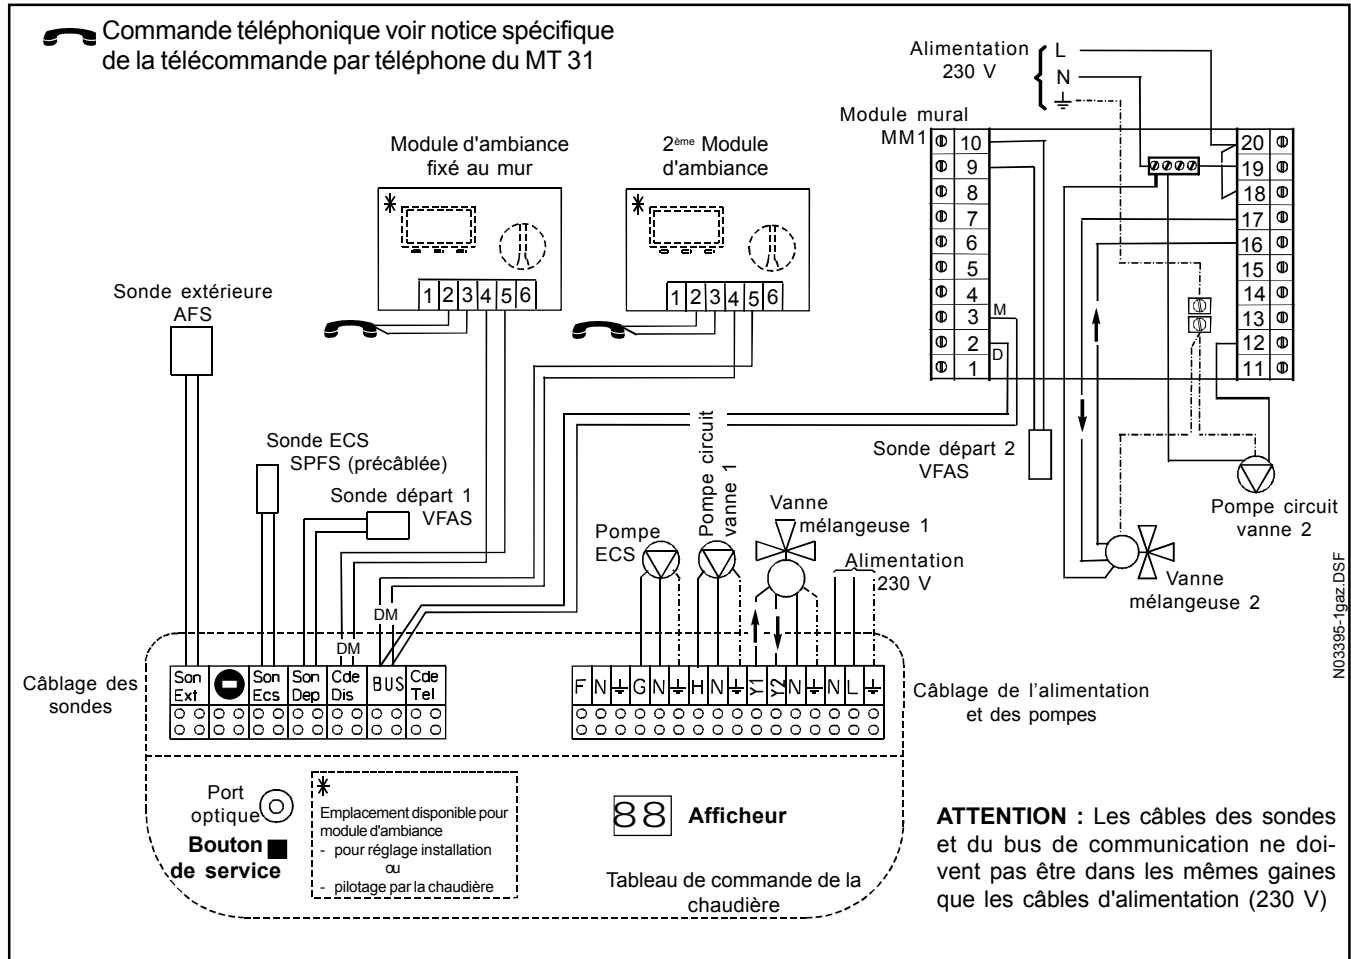 Commande téléphonique voir notice spécifique
de la télécommande par téléphone du MT 31
Alimentation
230 V
L
N
Module mural
MM1
10
9
8
7
6
5
4
3
2
1
M
D
20
19
18
17
16
15
14
13
12
11
Module d'ambiance
fixé au mur
1 2 3 4 5 6
2ème Module
d'ambiance
1 2 3 4 5 6
Sonde extérieure
AFS
Sonde ECS
SPFS (précâblée)
Sonde départ 1
VFAS
Sonde départ 2
VFAS
Pompe
ECS
Pompe circuit
vanne 1
Vanne
mélangeuse 1
Alimentation
230 V
Pompe circuit
vanne 2
Vanne
mélangeuse 2
N03395-1gaz.DSF
DM
DM
Câblage des
sondes
Son
Ext
Son
Ecs
Son
Dep
Cde
Dis
BUS
Cde
Tel
F N G N H N Y1 Y2 N N L
Câblage de l'alimentation
et des pompes
Port
optique
Bouton
de service
*
Emplacement disponible pour
module d'ambiance
- pour réglage installation
ou
- pilotage par la chaudière
88
Afficheur
Tableau de commande de la
chaudière
ATTENTION : Les câbles des sondes
et du bus de communication ne doi-
vent pas être dans les mêmes gaines
que les câbles d'alimentation (230 V)